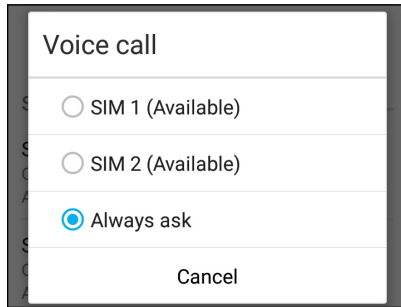 Voice call
SIM 1 (Available)
SIM 2 (Available)
Always ask
Cancel